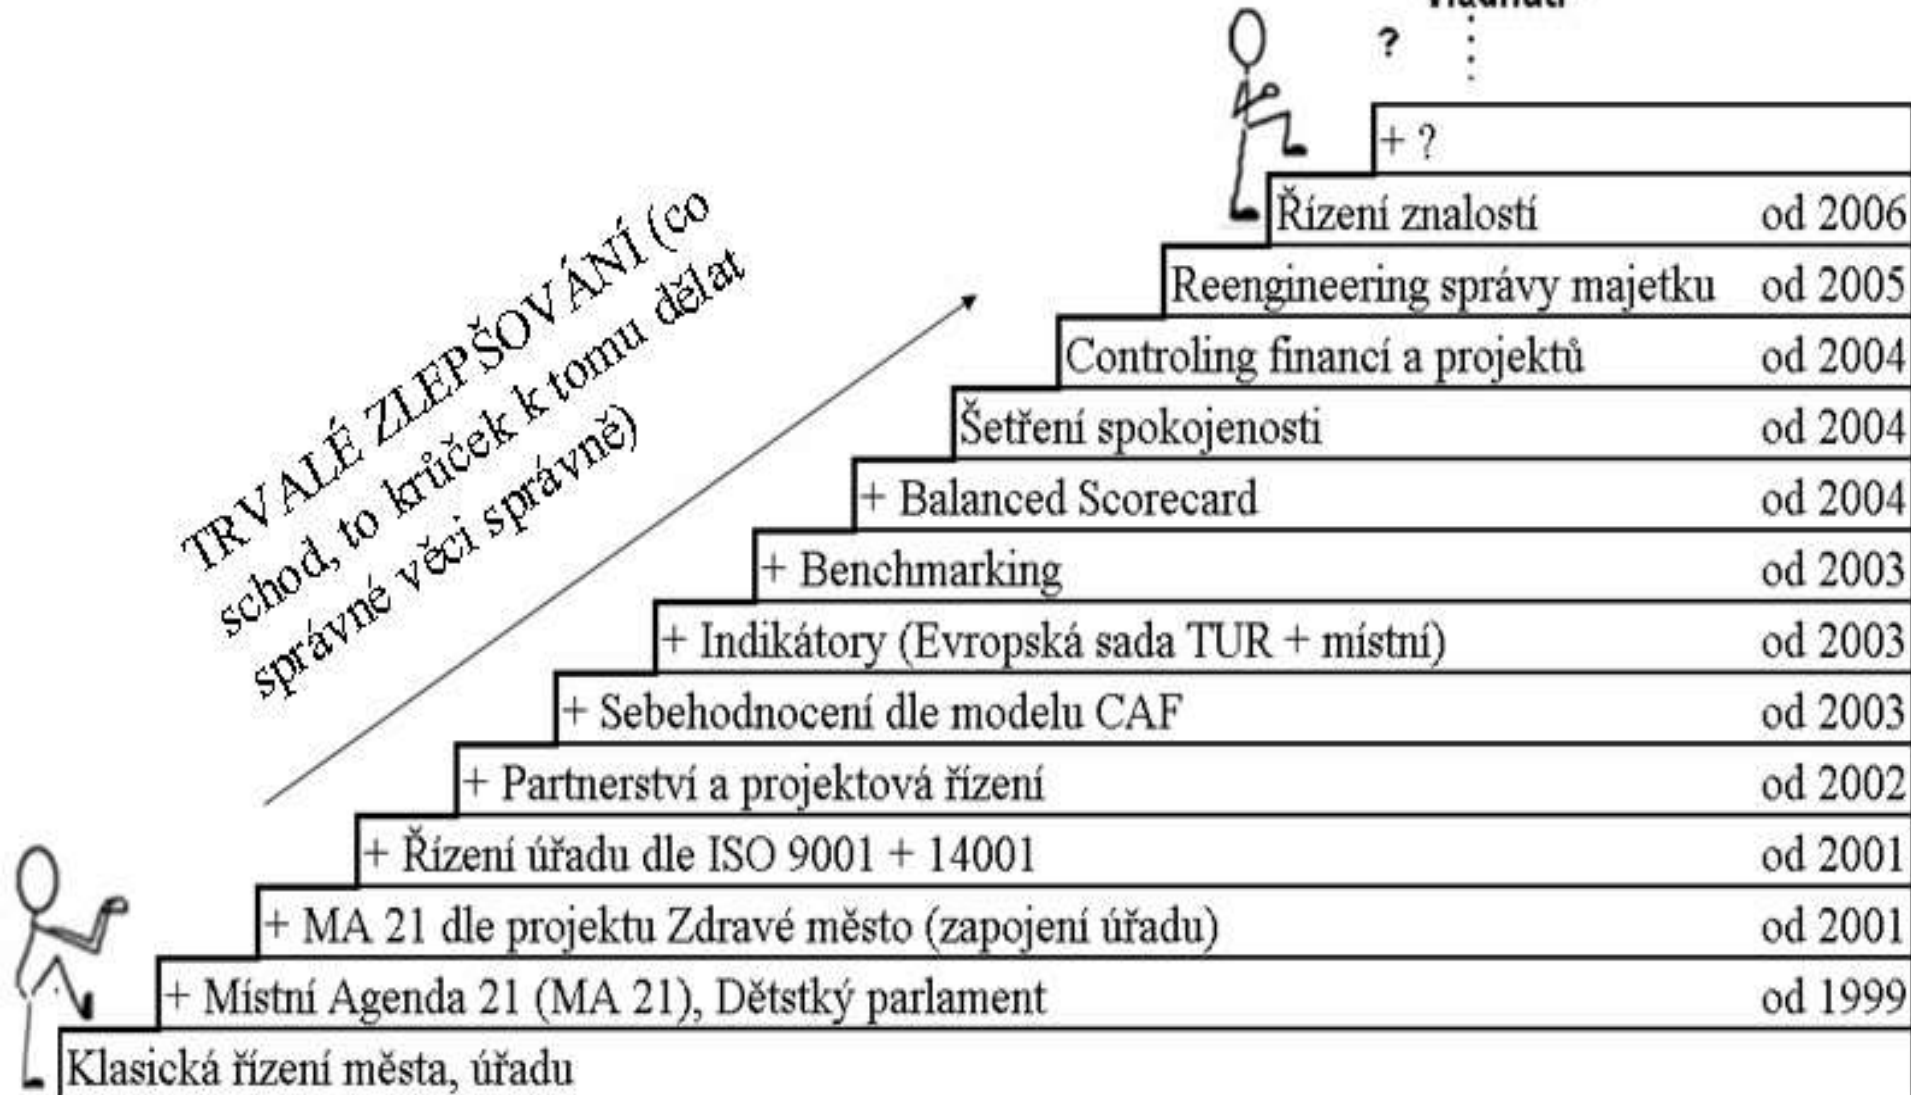 ?
+ ?
Řízení znalostí od 2006
Reengineering správy majetku od 2005
Controling financí a projektů od 2004
Šetření spokojenosti od 2004
+ Balanced Scorecard od 2004
+ Benchmarking od 2003
+ Indikátory (Evropská sada TUR + místní) od 2003
+ Sebehodnocení dle modelu CAF od 2003
+ Partnerství a projektová řízení od 2002
+ Řízení úřadu dle ISO 9001 + 14001 od 2001
+ MA 21 dle projektu Zdravé město (zapojení úřadu) od 2001
+ Místní Agenda 21 (MA 21), Dětstký parlament od 1999
Klasická řízení města, úřadu
TRVALÉ ZLEPŠOVÁNÍ (co
schod, to krůček k tomu dělat
správné věci správně)